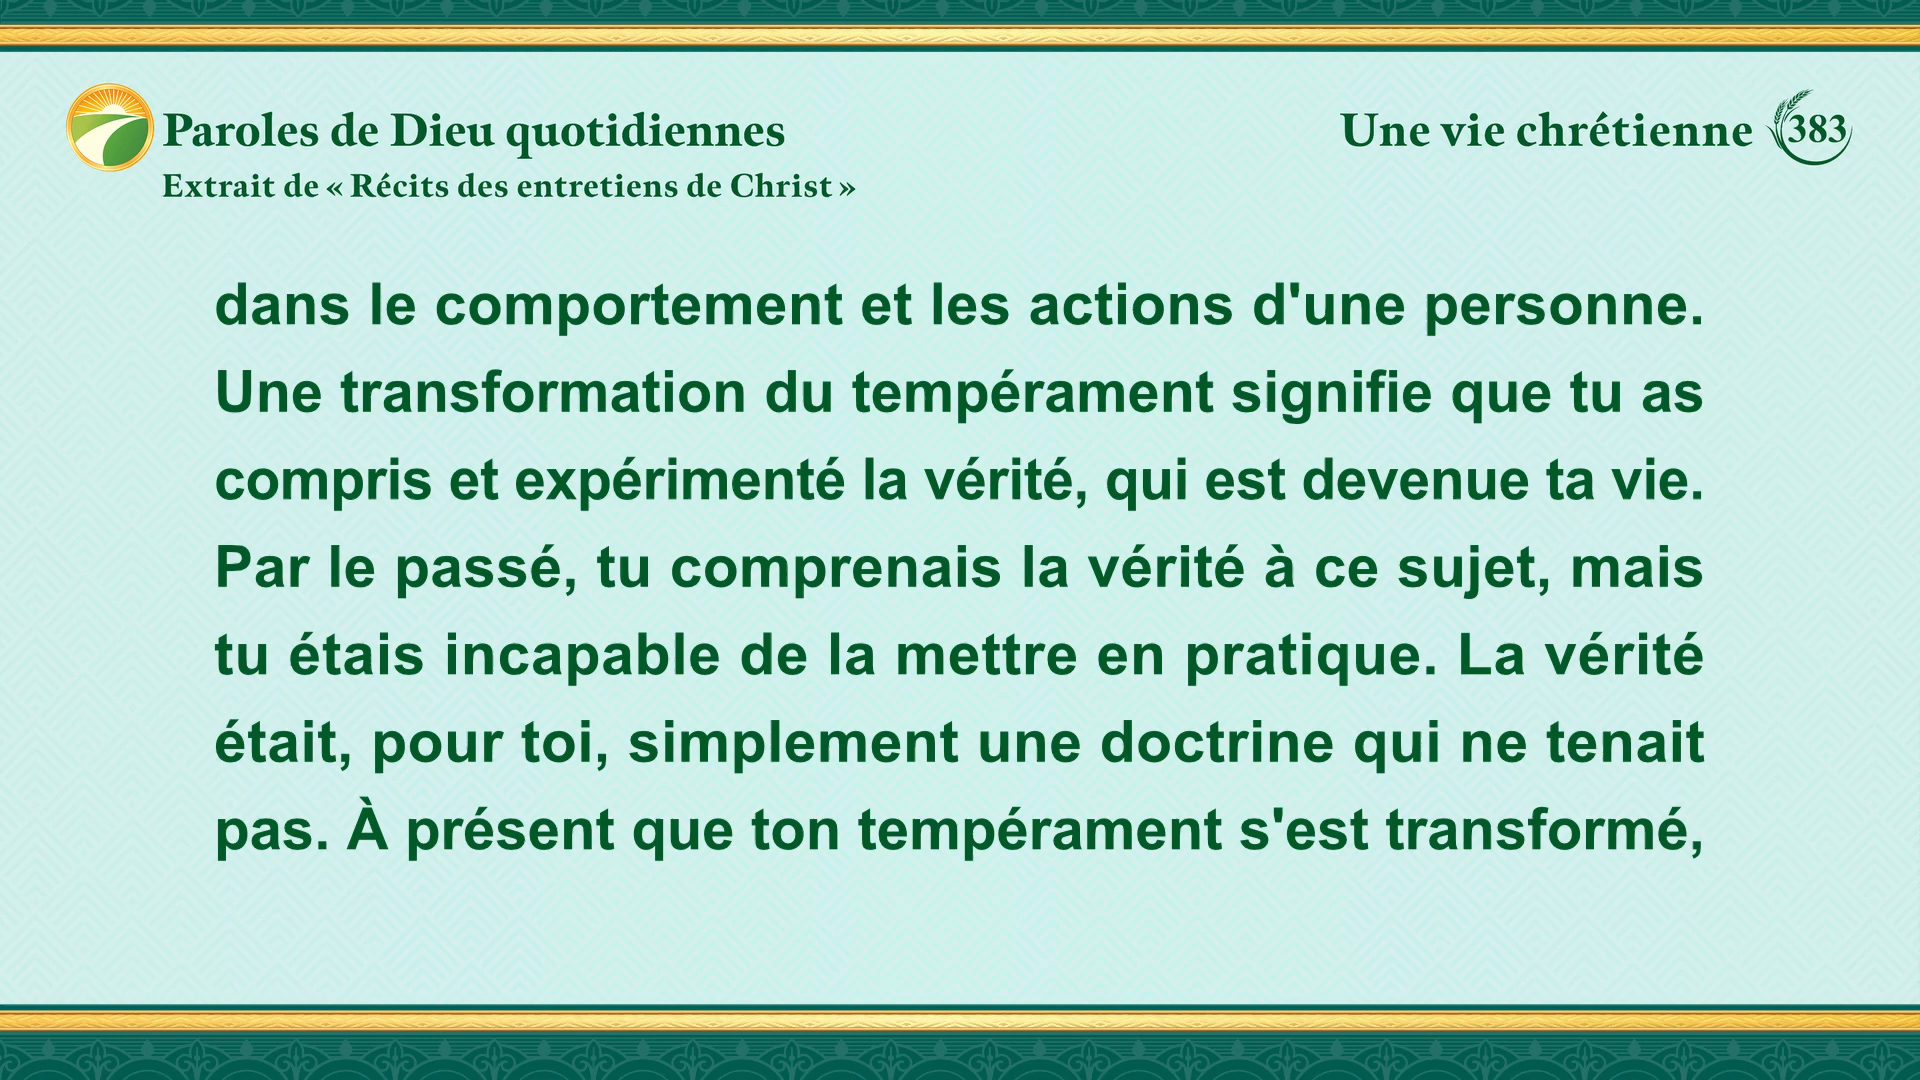 Paroles de Dieu quotidiennes
Extrait de « Récits des entretiens de Christ »
Une vie chrétienne 383
dans le comportement et les actions d'une personne.
Une transformation du tempérament signifie que tu as
compris et expérimenté la vérité, qui est devenue ta vie.
Par le passé, tu comprenais la vérité à ce sujet, mais
tu étais incapable de la mettre en pratique. La vérité
était, pour toi, simplement une doctrine qui ne tenait
pas. À présent que ton tempérament s'est transformé,